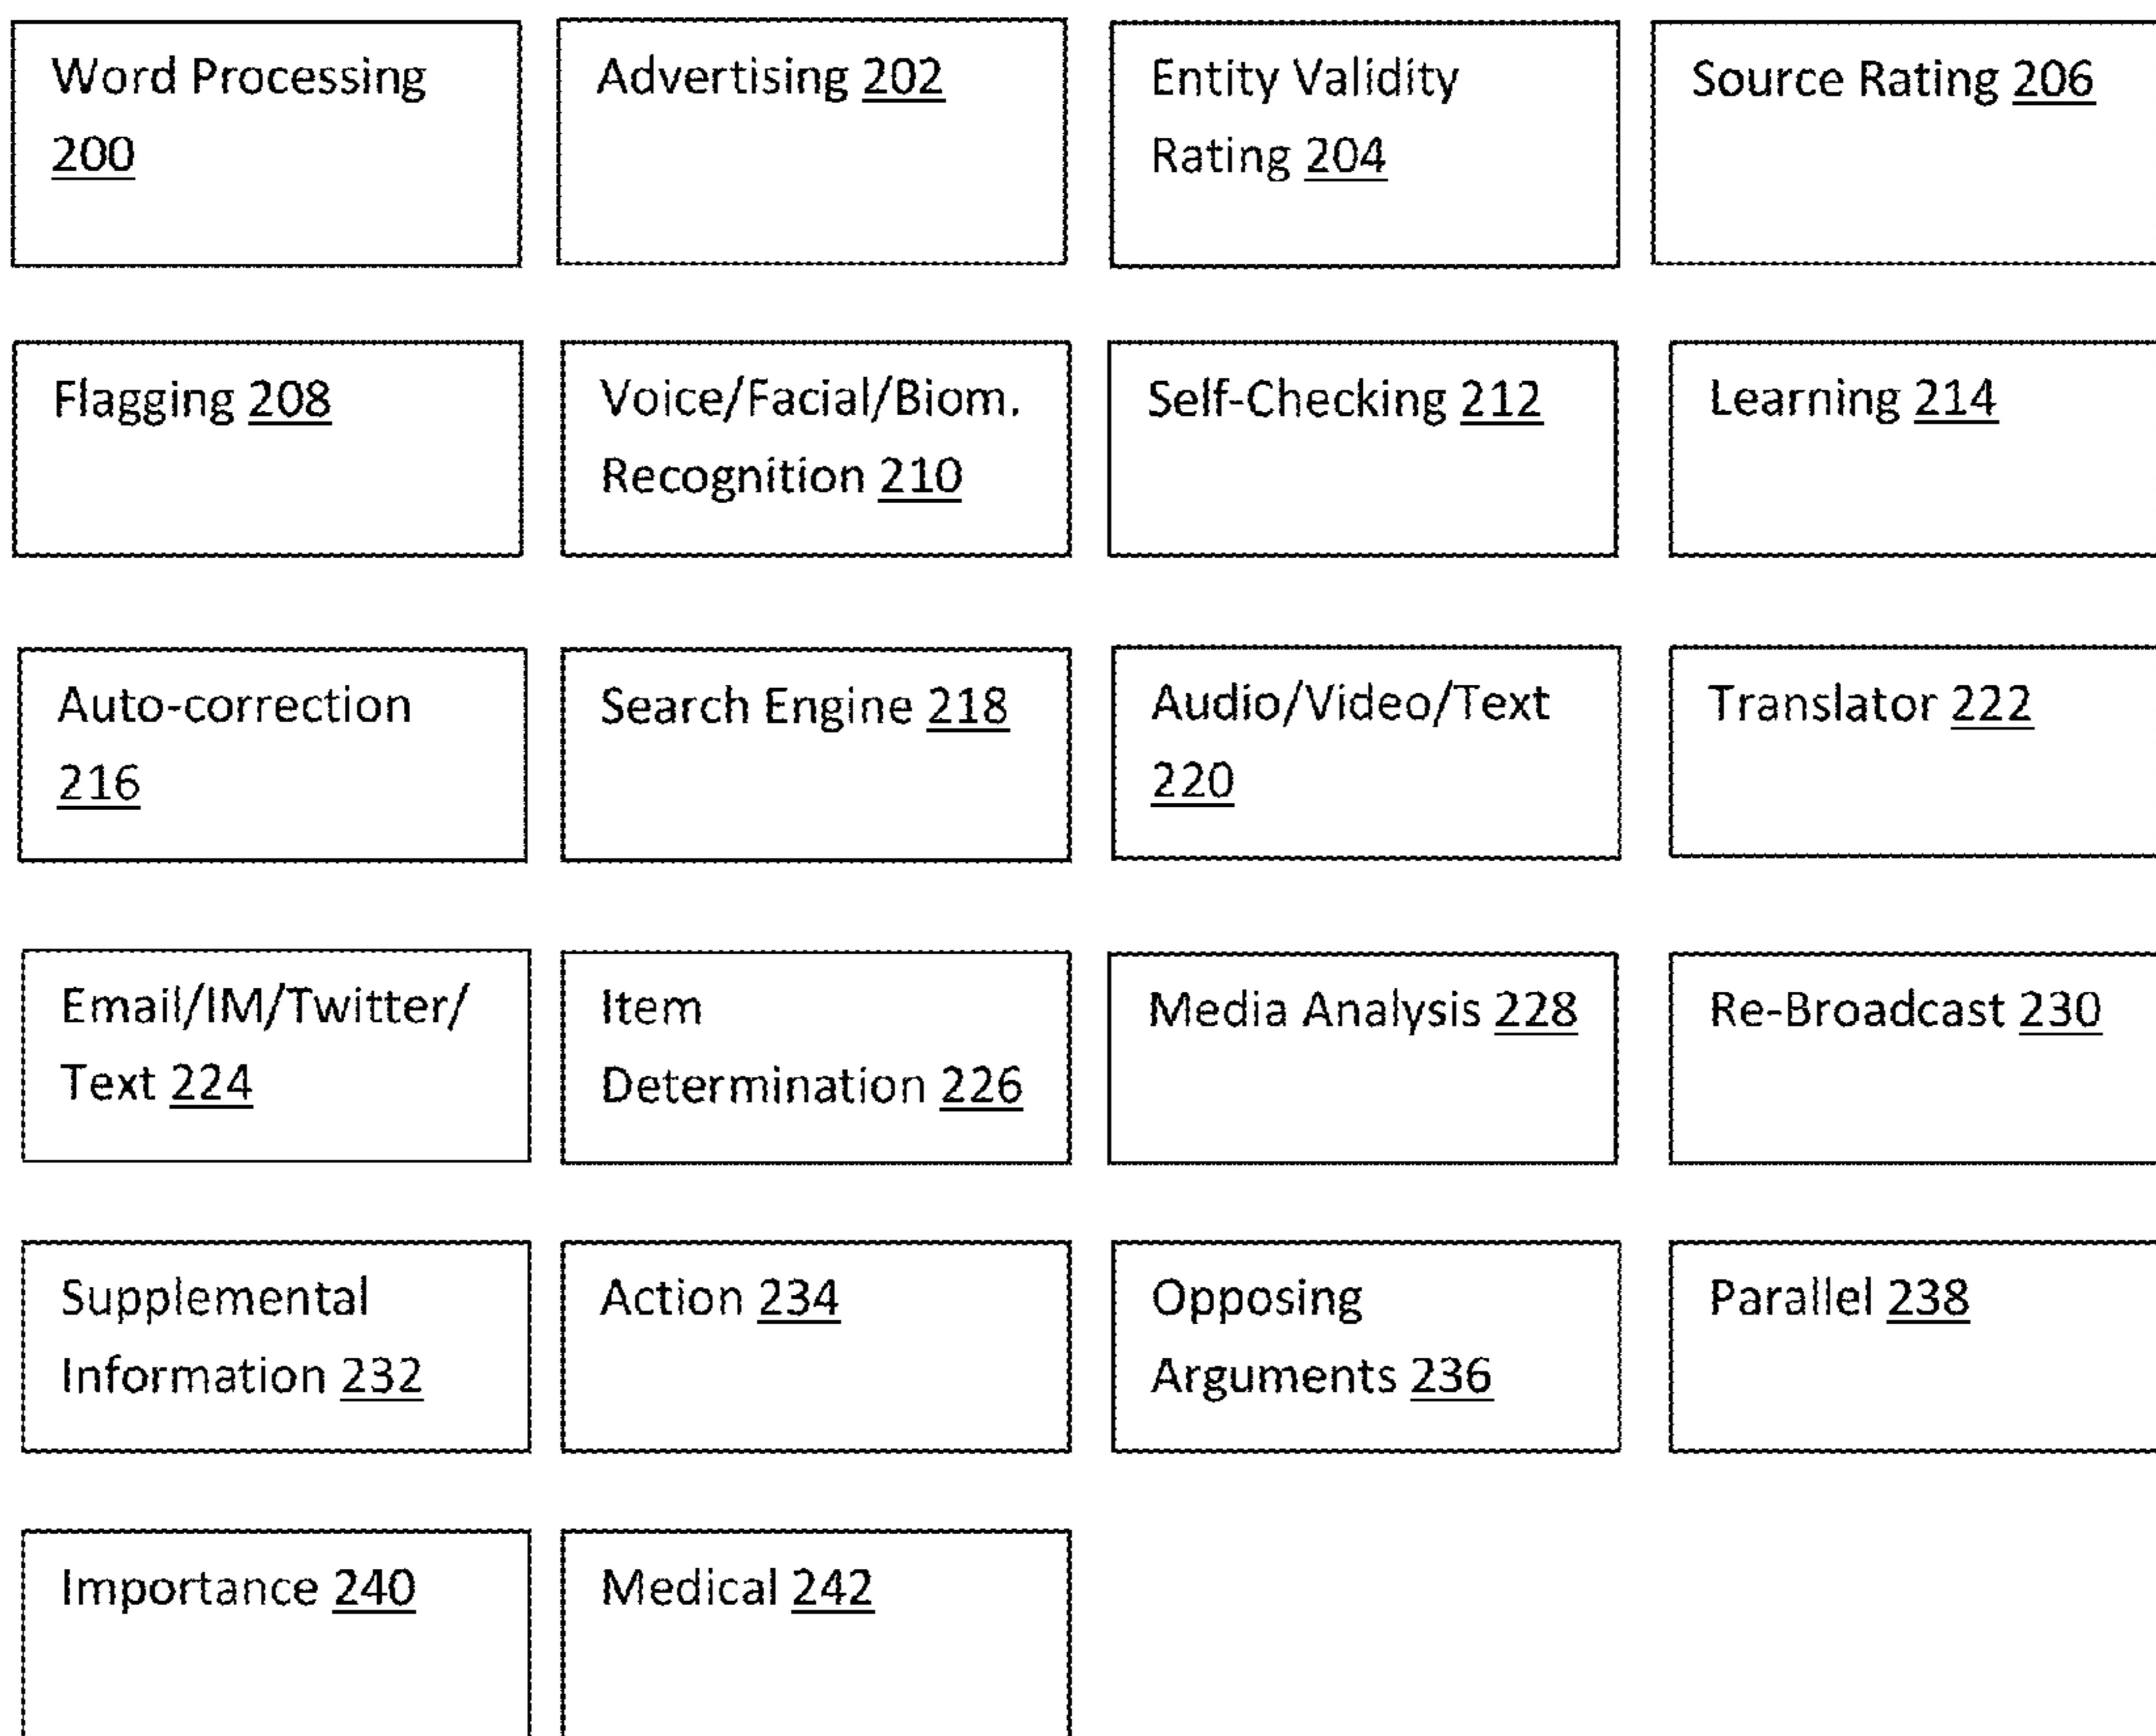 Word Processing
200
Advertising 202
Entity Validity
Rating 204
Source Rating 206
Flagging 208
Voice/Facial/Biom.
Recognition 210
Self-Checking 212
Learning 214
Auto-correction
216
Search Engine 218
Audio/Video/Text
220
Translator 222
Email/IM/Twitter/
Text 224
Item
Determination 226
Media Analysis 228
Re-Broadcast 230
Supplemental
Information 232
Action 234
Opposing
Arguments 236
Parallel 238
Importance 240
Medical 242